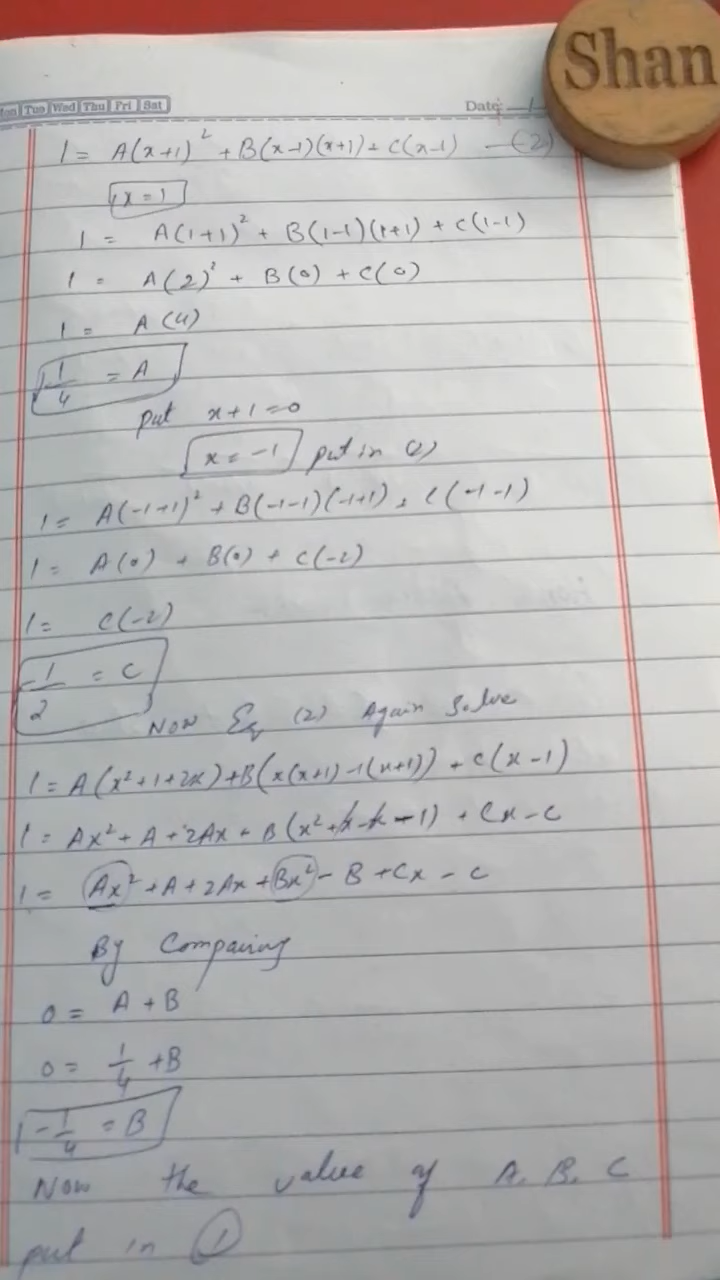 Shan
Mon Tue Wed Thu Fri Sat
Date
1 = A(x+1)² + B(x-1)(x+1) + C(x-1) —(2)
x = 1
1 = A(1+1)² + B(1-1)(1+1) + C(1-1)
1 = A(2)² + B(0) + C(0)
1 = A(4)
1/4 = A
put x+1=0
x = -1 put in (2)
1 = A(-1+1)² + B(-1-1)(-1+1) + C(-1-1)
1 = A(0) + B(0) + C(-2)
1 = C(-2)
-1/2 = C
Now Eq (2) Again Solve
1 = A(x²+1+2x)+B(x(x+1)-1(x+1)) + C(x-1)
1 = Ax² + A + 2Ax + B(x²+x-x-1) + Cx-C
1 = Ax² + A + 2Ax + Bx² - B + Cx - C
By Comparing
0 = A + B
0 = 1/4 + B
-1/4 = B
Now the value of A, B, C
put in ①